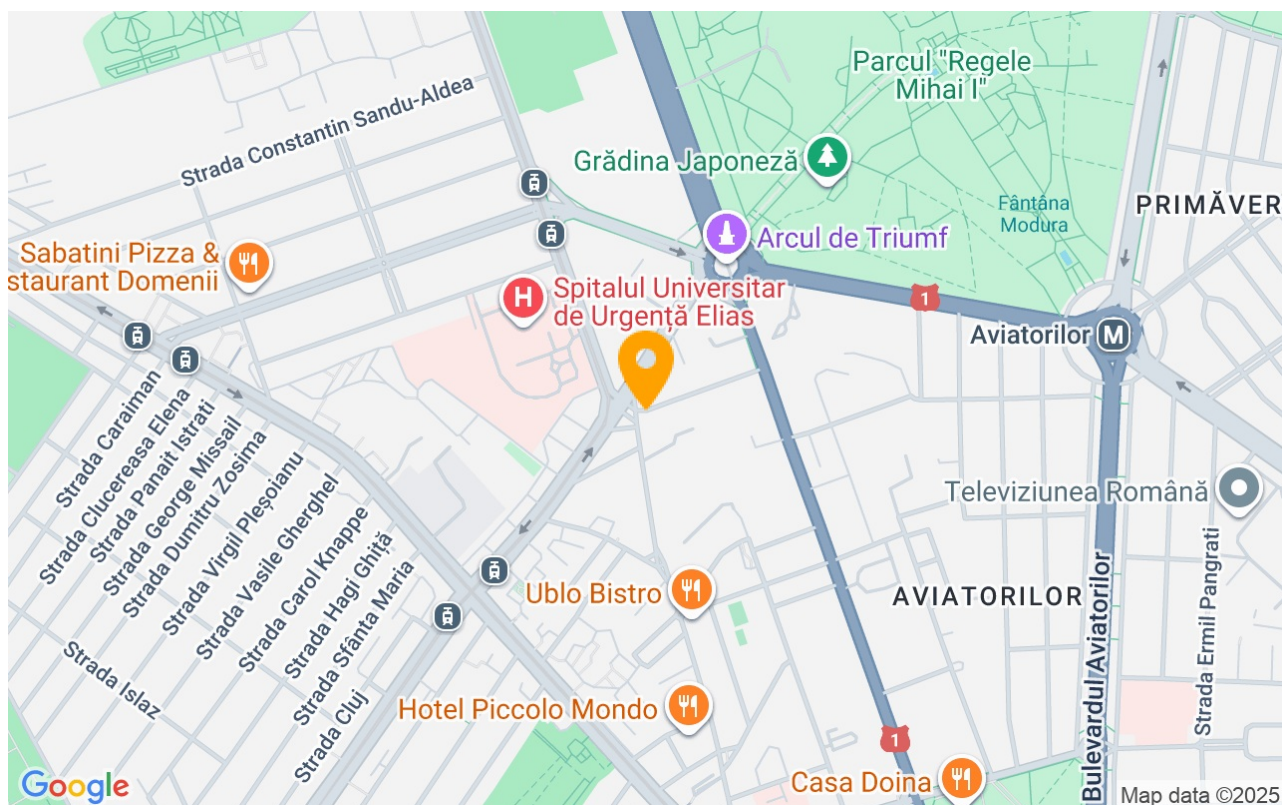 Parcul "Regele
Mihai I"
Strada Constantin Sandu-Aldea
Grădina Japoneză
Fântâna
Modura
PRIMĂVER
Arcul de Triumf
Sabatini Pizza &
staurant Domenii
H
Spitalul Universitar
de Urgență Elias
1
Aviatorilor
M
Strada Caraiman
Strada Clucereasa Elena
Strada Panait Istrati
Strada George Missail
Strada Dumitru Zosima
Strada Virgil Pleșoianu
Strada Vasile Gherghel
Strada Carol Knappe
Strada Hagi Ghiță
Strada Sfânta Maria
Strada Cluj
Strada Islaz
Televiziunea Română
Ublo Bistro
AVIATORILOR
Bulevardul Aviatorilor
Strada Ermil Pangrati
Hotel Piccolo Mondo
1
Casa Doina
Google
Map data ©2025